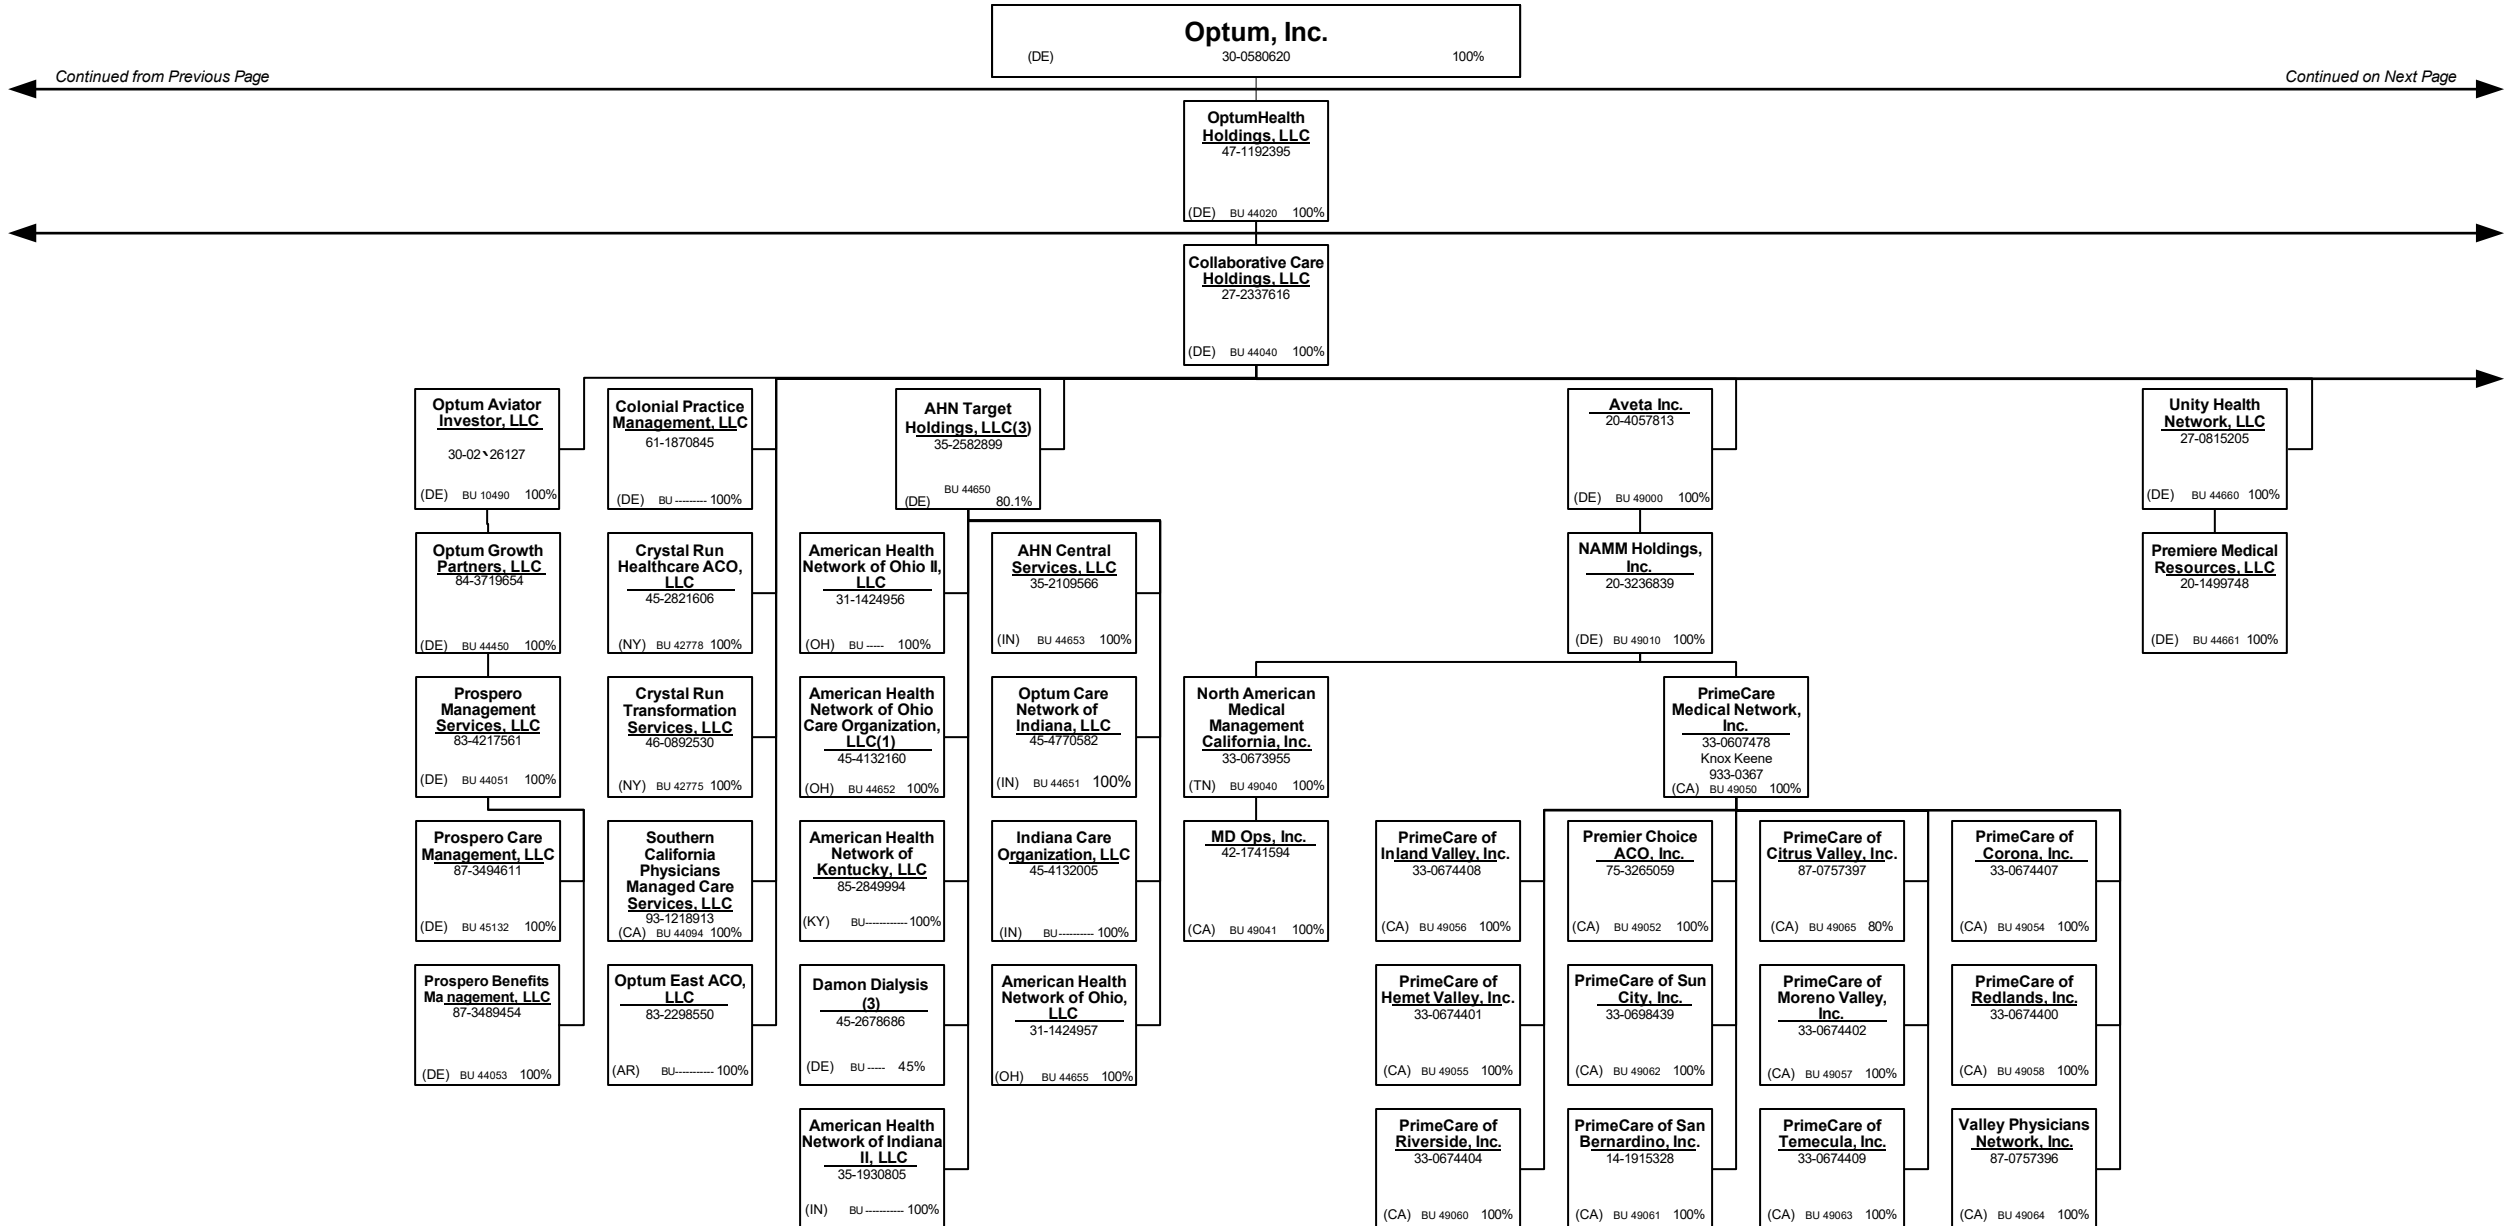 Optum, Inc.
(DE) 30-0580620 100%
Continued from Previous Page
Continued on Next Page
OptumHealth
Holdings, LLC
47-1192395
(DE) BU 44020 100%
Collaborative Care
Holdings, LLC
27-2337616
(DE) BU 44040 100%
Optum Aviator
Investor, LLC
30-02 26127
(DE) BU 10490 100%
Colonial Practice
Management, LLC
61-1870845
(DE) BU --------- 100%
AHN Target
Holdings, LLC(3)
35-2582899
BU 44650
(DE) 80.1%
Aveta Inc.
20-4057813
(DE) BU 49000 100%
Unity Health
Network, LLC
27-0815205
(DE) BU 44660 100%
Optum Growth
Partners, LLC
84-3719654
(DE) BU 44450 100%
Crystal Run
Healthcare ACO,
LLC
45-2821606
(NY) BU 42778 100%
American Health
Network of Ohio II,
LLC
31-1424956
(OH) BU ----- 100%
AHN Central
Services, LLC
35-2109566
(IN) BU 44653 100%
NAMM Holdings,
Inc.
20-3236839
(DE) BU 49010 100%
Premiere Medical
Resources, LLC
20-1499748
(DE) BU 44661 100%
Prospero
Management
Services, LLC
83-4217561
(DE) BU 44051 100%
Crystal Run
Transformation
Services, LLC
46-0892530
(NY) BU 42775 100%
American Health
Network of Ohio
Care Organization,
LLC(1)
45-4132160
(OH) BU 44652 100%
Optum Care
Network of
Indiana, LLC
45-4770582
(IN) BU 44651 100%
North American
Medical
Management
California, Inc.
33-0673955
(TN) BU 49040 100%
PrimeCare
Medical Network,
Inc.
33-0607478
Knox Keene
933-0367
(CA) BU 49050 100%
Prospero Care
Management, LLC
87-3494611
(DE) BU 45132 100%
Southern
California
Physicians
Managed Care
Services, LLC
93-1218913
(CA) BU 44094 100%
American Health
Network of
Kentucky, LLC
85-2849994
(KY) BU------------ 100%
Indiana Care
Organization, LLC
45-4132005
(IN) BU---------- 100%
MD Ops, Inc.
42-1741594
(CA) BU 49041 100%
PrimeCare of
Inland Valley, Inc.
33-0674408
(CA) BU 49056 100%
Premier Choice
ACO, Inc.
75-3265059
(CA) BU 49052 100%
PrimeCare of
Citrus Valley, Inc.
87-0757397
(CA) BU 49065 80%
PrimeCare of
Corona, Inc.
33-0674407
(CA) BU 49054 100%
Prospero Benefits
Management, LLC
87-3489454
(DE) BU 44053 100%
Optum East ACO,
LLC
83-2298550
(AR) BU----------- 100%
Damon Dialysis
(3)
45-2678686
(DE) BU ----- 45%
American Health
Network of Ohio,
LLC
31-1424957
(OH) BU 44655 100%
PrimeCare of
Hemet Valley, Inc.
33-0674401
(CA) BU 49055 100%
PrimeCare of Sun
City, Inc.
33-0698439
(CA) BU 49062 100%
PrimeCare of
Moreno Valley,
Inc.
33-0674402
(CA) BU 49057 100%
PrimeCare of
Redlands, Inc.
33-0674400
(CA) BU 49058 100%
American Health
Network of Indiana
II, LLC
35-1930805
(IN) BU ----------- 100%
PrimeCare of
Riverside, Inc.
33-0674404
(CA) BU 49060 100%
PrimeCare of San
Bernardino, Inc.
14-1915328
(CA) BU 49061 100%
PrimeCare of
Temecula, Inc.
33-0674409
(CA) BU 49063 100%
Valley Physicians
Network, Inc.
87-0757396
(CA) BU 49064 100%